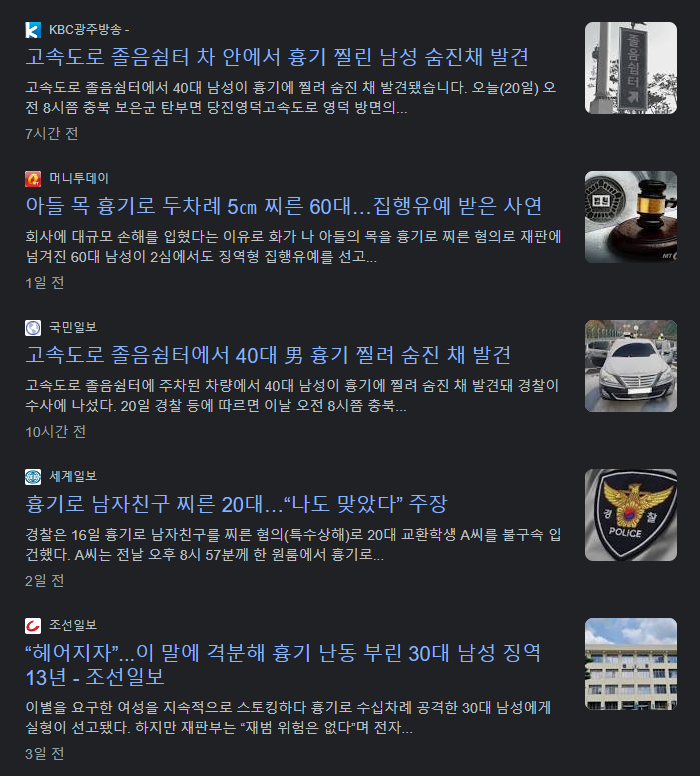 KBC광주방송 -
고속도로 졸음쉼터 차 안에서 흉기 찔린 남성 숨진채 발견
고속도로 졸음쉼터에서 40대 남성이 흉기에 찔려 숨진 채 발견됐습니다. 오늘(20일) 오
전 8시쯤 충북 보은군 탄부면 당진영덕고속도로 영덕 방면의...
7시간 전
졸음쉼터
머니투데이
아들 목 흉기로 두차례 5㎝ 찌른 60대…집행유예 받은 사연
회사에 대규모 손해를 입혔다는 이유로 화가 나 아들의 목을 흉기로 찌른 혐의로 재판에
넘겨진 60대 남성이 2심에서도 징역형 집행유예를 선고...
1일 전
국민일보
고속도로 졸음쉼터에서 40대 男 흉기 찔려 숨진 채 발견
고속도로 졸음쉼터에 주차된 차량에서 40대 남성이 흉기에 찔려 숨진 채 발견돼 경찰이
수사에 나섰다. 20일 경찰 등에 따르면 이날 오전 8시쯤 충북...
10시간 전
세계일보
흉기로 남자친구 찌른 20대…“나도 맞았다” 주장
경찰은 16일 흉기로 남자친구를 찌른 혐의(특수상해)로 20대 교환학생 A씨를 불구속 입
건했다. A씨는 전날 오후 8시 57분께 한 원룸에서 흉기로...
2일 전
경찰
POLICE
조선일보
“헤어지자”...이 말에 격분해 흉기 난동 부린 30대 남성 징역
13년 - 조선일보
이별을 요구한 여성을 지속적으로 스토킹하다 흉기로 수십차례 공격한 30대 남성에게
실형이 선고됐다. 하지만 재판부는 “재범 위험은 없다”며 전자...
3일 전